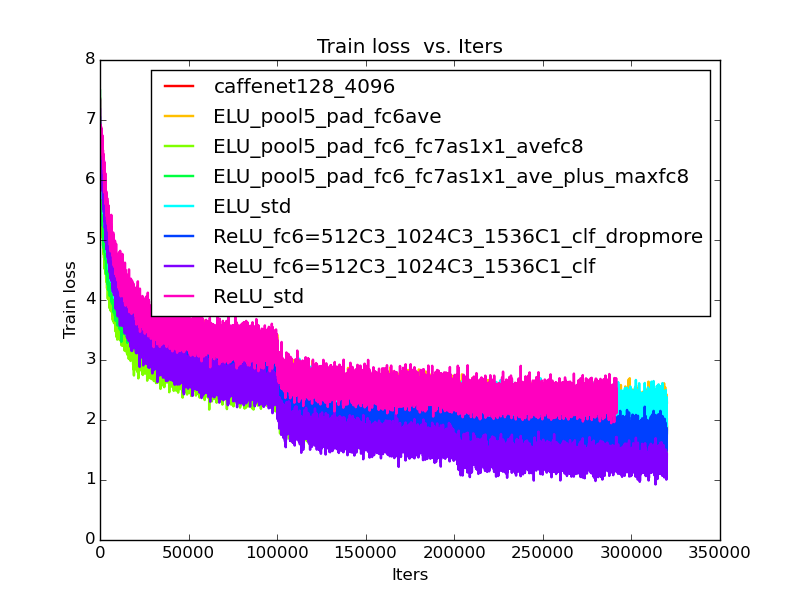 Train loss  vs. Iters
8
7
6
5
4
3
2
1
0
Train loss
caffenet128_4096
ELU_pool5_pad_fc6ave
ELU_pool5_pad_fc6_fc7as1x1_avefc8
ELU_pool5_pad_fc6_fc7as1x1_ave_plus_maxfc8
ELU_std
ReLU_fc6=512C3_1024C3_1536C1_clf_dropmore
ReLU_fc6=512C3_1024C3_1536C1_clf
ReLU_std
0 50000 100000 150000 200000 250000 300000 350000
Iters